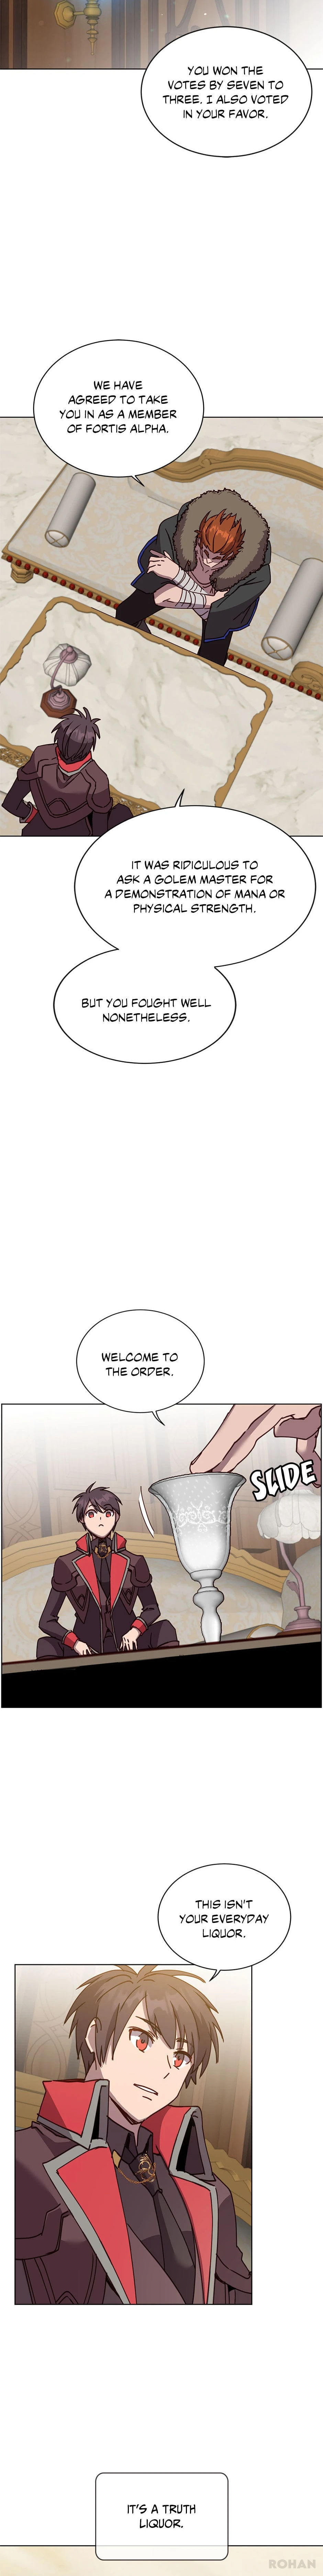 YOU WON THE
VOTES BY SEVEN TO
THREE. I ALSO VOTED
IN YOUR FAVOR.
WE HAVE
AGREED TO TAKE
YOU IN AS A MEMBER
OF FORTIS ALPHA.
IT WAS RIDICULOUS TO
ASK A GOLEM MASTER FOR
A DEMONSTRATION OF MANA OR
PHYSICAL STRENGTH.
BUT YOU FOUGHT WELL
NONETHELESS.
WELCOME TO
THE ORDER.
SLIDE
THIS ISN'T
YOUR EVERYDAY
LIQUOR.
IT'S A TRUTH
LIQUOR.
ROHAN